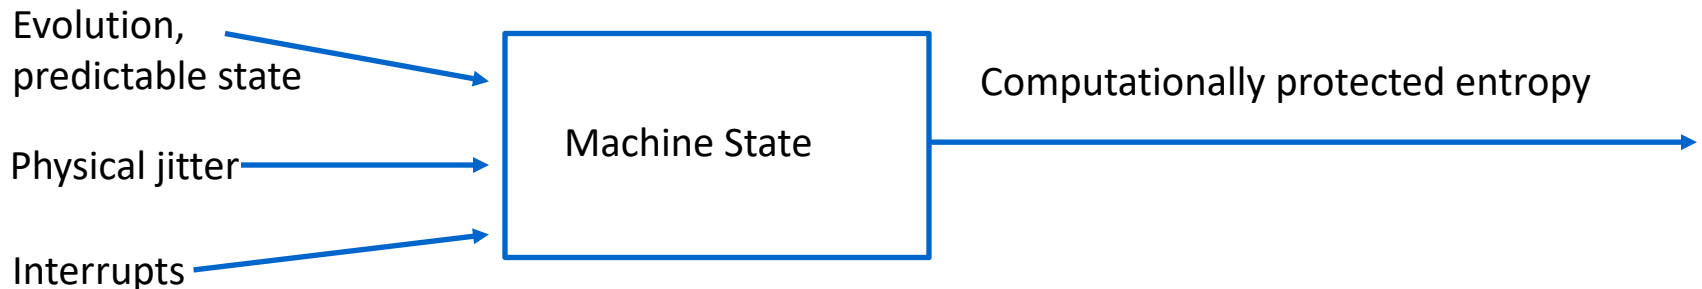 Evolution,
predictable state
Physical jitter
Interrupts
Machine State
Computationally protected entropy